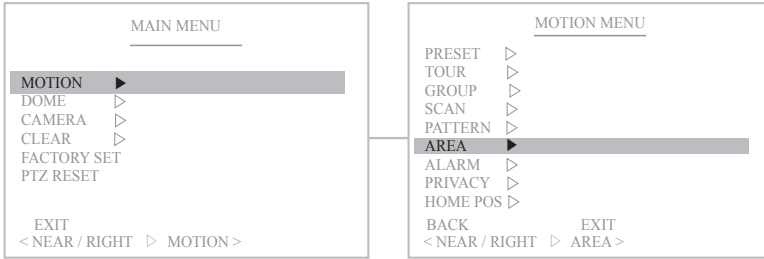 MAIN MENU
MOTION ▶
DOME ▷
CAMERA ▷
CLEAR ▷
FACTORY SET
PTZ RESET
EXIT
< NEAR / RIGHT ▷ MOTION >
MOTION MENU
PRESET ▷
TOUR ▷
GROUP ▷
SCAN ▷
PATTERN ▷
AREA ▶
ALARM ▷
PRIVACY ▷
HOME POS ▷
BACK EXIT
< NEAR / RIGHT ▷ AREA >